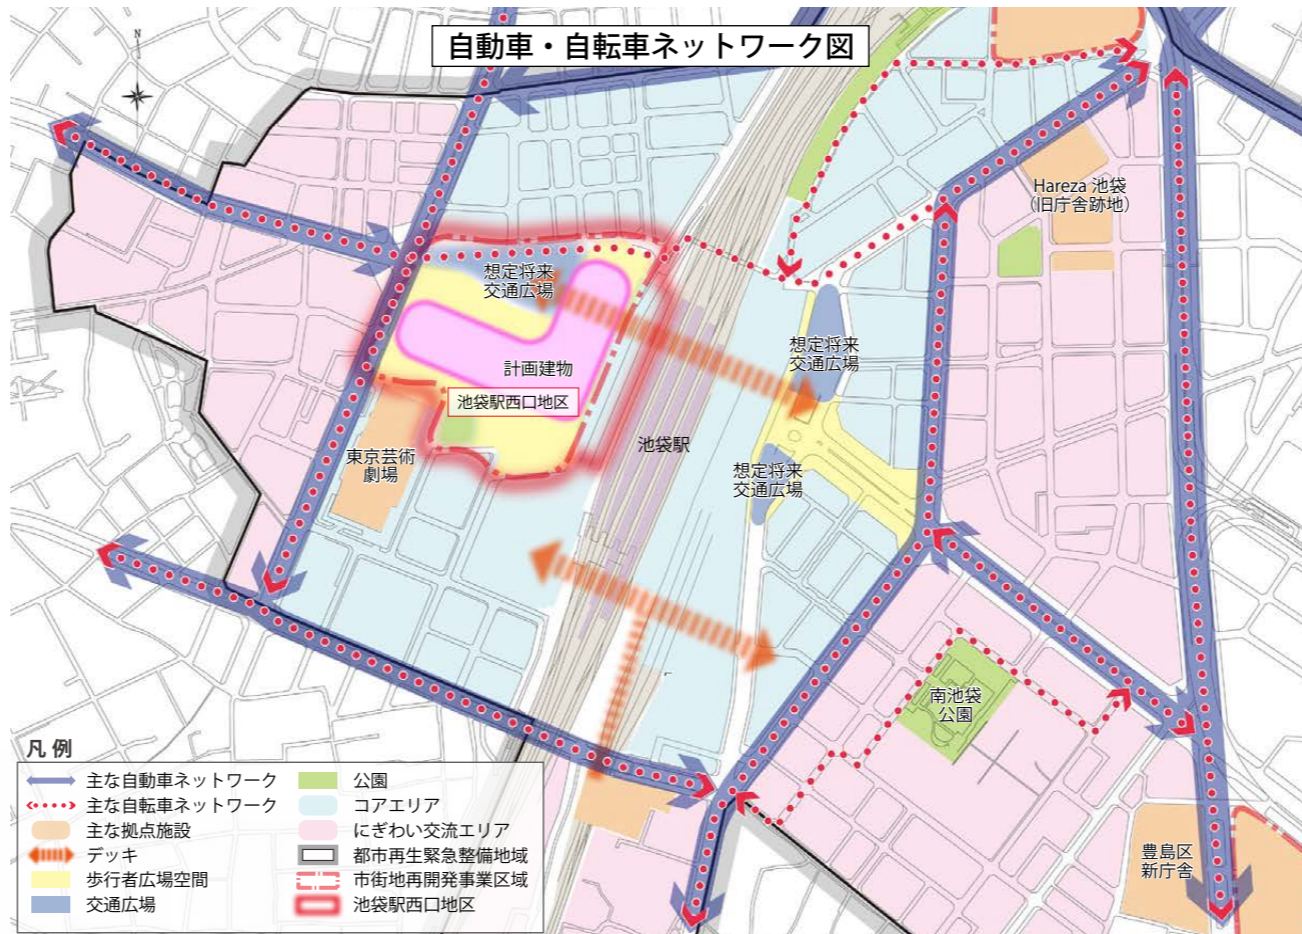 自動車・自転車ネットワーク図
N
Hareza 池袋
（旧庁舎跡地）
想定将来
交通広場
想定将来
交通広場
計画建物
池袋駅西口地区
東京芸術
劇場
池袋駅
想定将来
交通広場
南池袋
公園
豊島区
新庁舎
凡 例
主な自動車ネットワーク
主な自転車ネットワーク
主な拠点施設
デッキ
歩行者広場空間
交通広場
公園
コアエリア
にぎわい交流エリア
都市再生緊急整備地域
市街地再開発事業区域
池袋駅西口地区